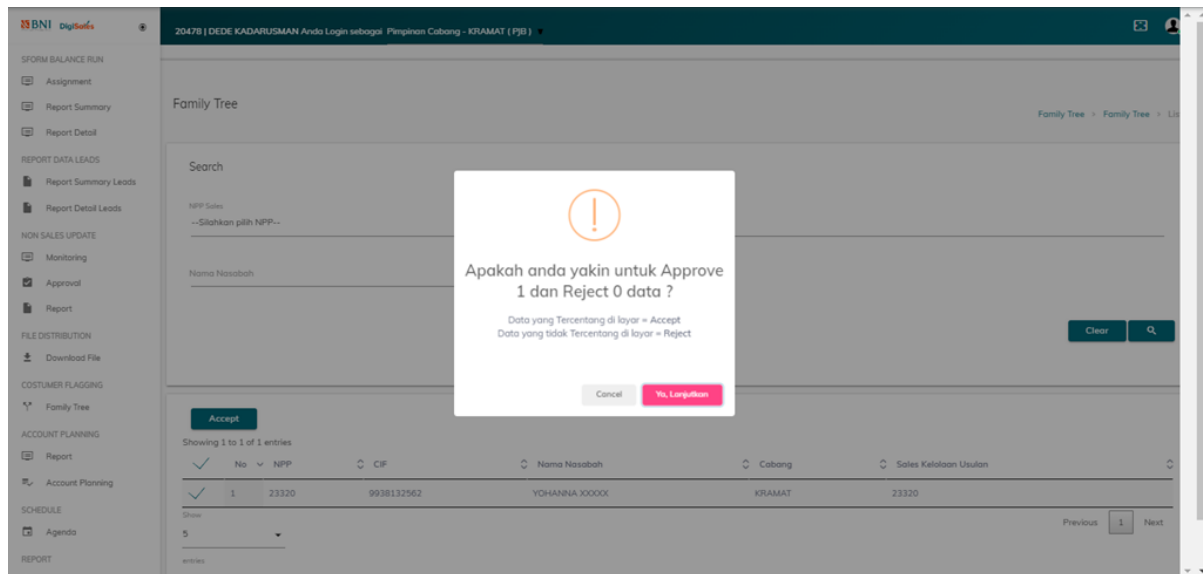 BNI DigiSales
20478 | DEDE KADARUSMAN Anda Login sebagai Pimpinan Cabang - KRAMAT ( PJB )
SFORM BALANCE RUN
Assignment
Report Summary
Report Detail
REPORT DATA LEADS
Report Summary Leads
Report Detail Leads
NON SALES UPDATE
Monitoring
Approval
Report
FILE DISTRIBUTION
Download File
COSTUMER FLAGGING
Family Tree
ACCOUNT PLANNING
Report
Account Planning
SCHEDULE
Agenda
REPORT
Family Tree
Family Tree > Family Tree > Lis
Search
NPP Sales
--Silahkan pilih NPP--
Nama Nasabah
Clear
Apakah anda yakin untuk Approve
1 dan Reject 0 data ?
Data yang Tercentang di layar = Accept
Data yang tidak Tercentang di layar = Reject
Cancel
Ya, Lanjutkan
Accept
Showing 1 to 1 of 1 entries
No NPP CIF Nama Nasabah Cabang Sales Kelolaan Usulan
1 23320 9938132562 YOHANNA XXXXX KRAMAT 23320
Show
5
entries
Previous 1 Next